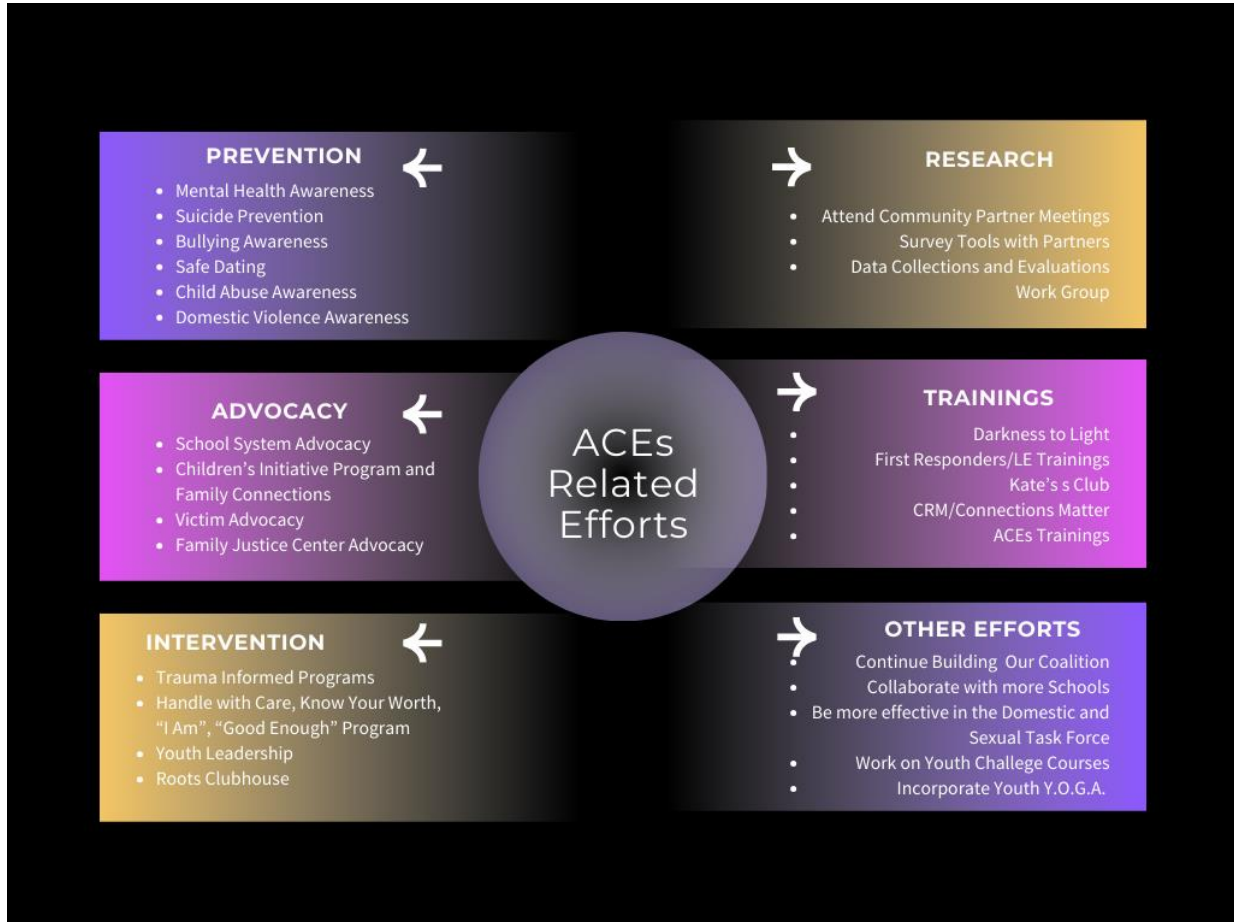 PREVENTION
• Mental Health Awareness
• Suicide Prevention
• Bullying Awareness
• Safe Dating
• Child Abuse Awareness
• Domestic Violence Awareness
ADVOCACY
• School System Advocacy
• Children’s Initiative Program and
Family Connections
• Victim Advocacy
• Family Justice Center Advocacy
INTERVENTION
• Trauma Informed Programs
• Handle with Care, Know Your Worth,
“I Am”, “Good Enough” Program
• Youth Leadership
• Roots Clubhouse
ACEs
Related
Efforts
RESEARCH
• Attend Community Partner Meetings
• Survey Tools with Partners
• Data Collections and Evaluations
Work Group
TRAININGS
• Darkness to Light
• First Responders/LE Trainings
• Kate’s s Club
• CRM/Connections Matter
• ACEs Trainings
OTHER EFFORTS
• Continue Building Our Coalition
• Collaborate with more Schools
• Be more effective in the Domestic and
Sexual Task Force
• Work on Youth Challege Courses
• Incorporate Youth Y.O.G.A.